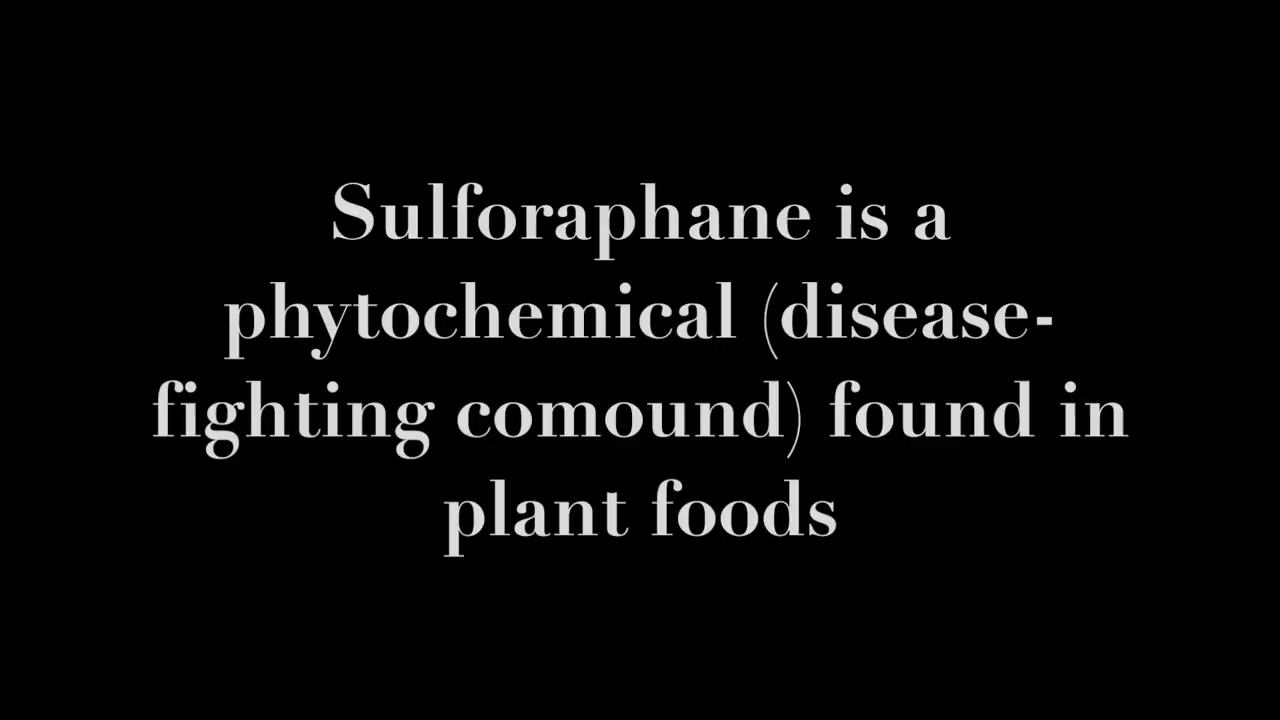 Sulforaphane is a
phytochemical (disease-
fighting comound) found in
plant foods